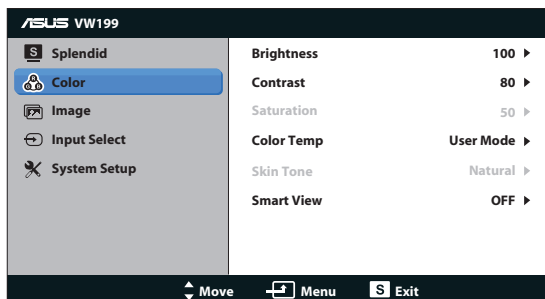 ASUS VW199
S Splendid
Color
Image
Input Select
System Setup
Brightness 100
Contrast 80
Saturation 50
Color Temp User Mode
Skin Tone Natural
Smart View OFF
Move Menu S Exit